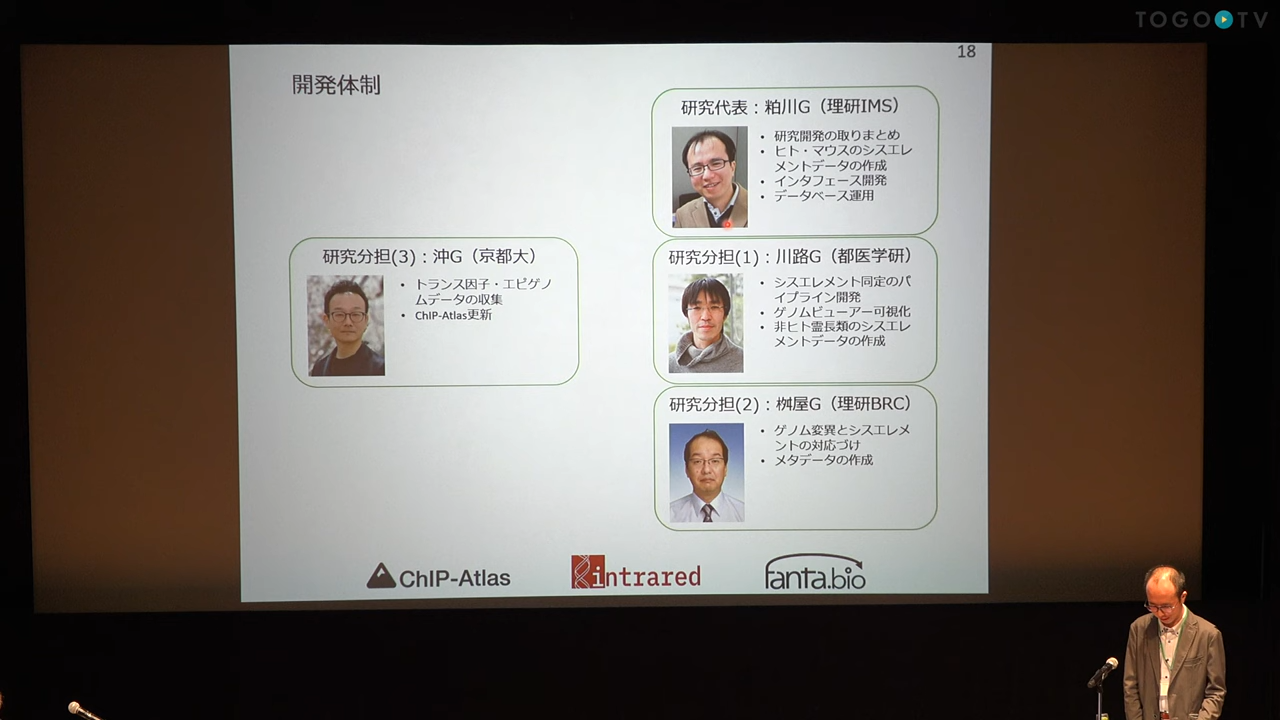 TOGO TV
18
開発体制
研究代表：粕川G（理研IMS）
• 研究開発の取りまとめ
• ヒト・マウスのシスエレ
メントデータの作成
• インタフェース開発
• データベース運用
研究分担(3)：沖G（京都大）
• トランス因子・エピゲノ
ムデータの収集
• ChIP-Atlas更新
研究分担(1)：川路G（都医学研）
• シスエレメント同定のパ
イプライン開発
• ゲノムビューアー可視化
• 非ヒト霊長類のシスエレ
メントデータの作成
研究分担(2)：桝屋G（理研BRC）
• ゲノム変異とシスエレメ
ントの対応づけ
• メタデータの作成
ChIP-Atlas
intrared
fanta.bio